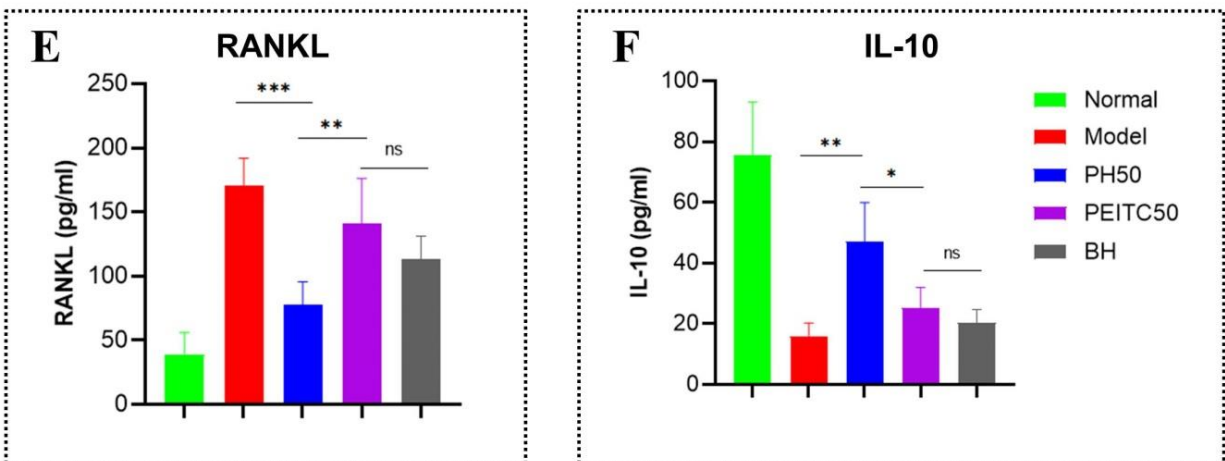 E
RANKL
RANKL (pg/ml)
250
200
150
100
50
0
***
**
ns
F
IL-10
IL-10 (pg/ml)
100
80
60
40
20
0
**
*
ns
Normal
Model
PH50
PEITC50
BH